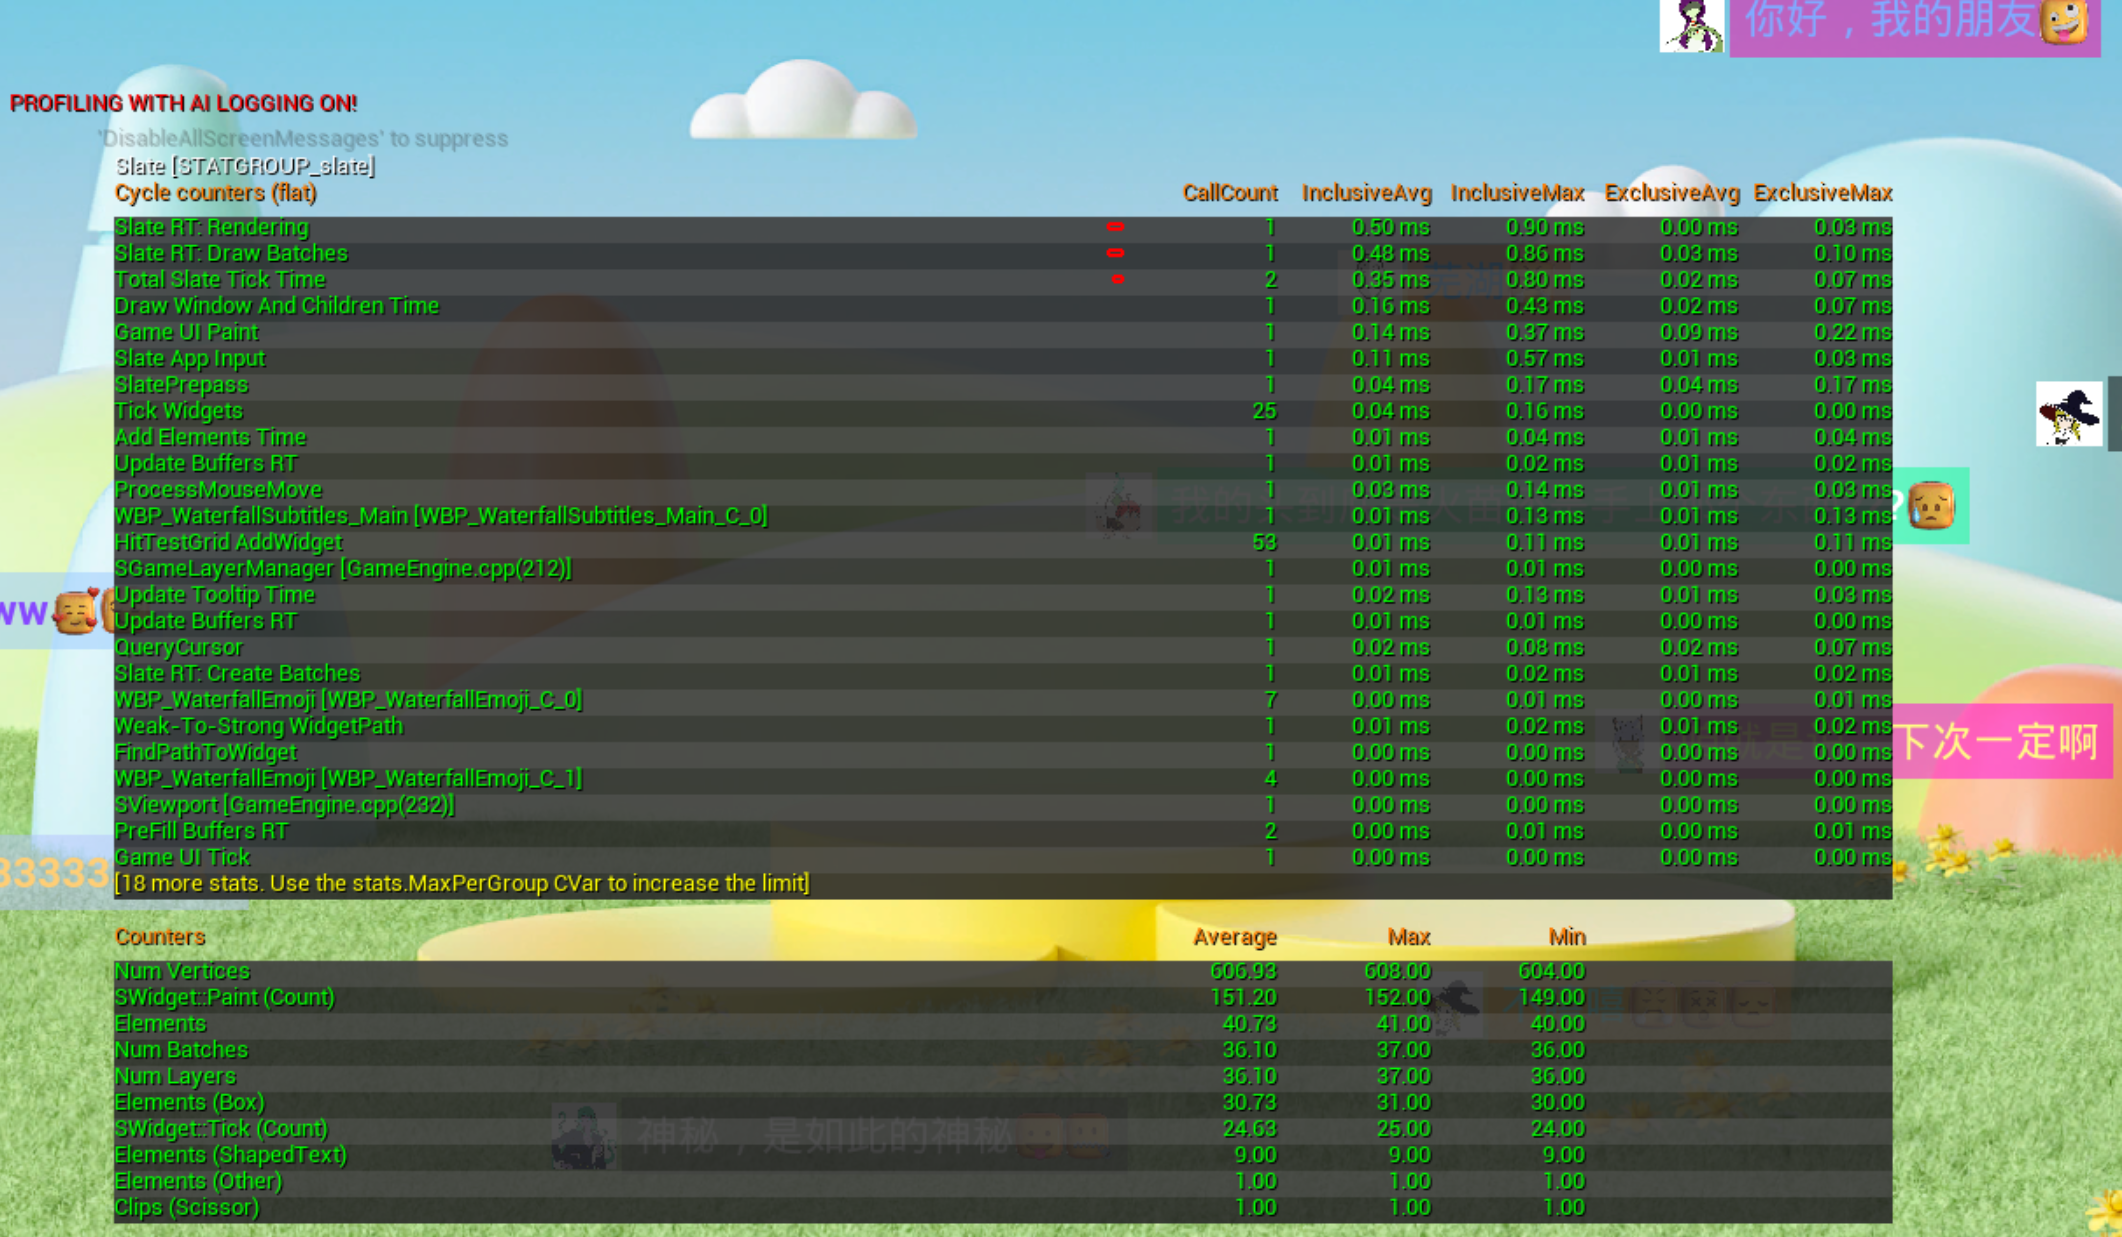 你好，我的朋友
PROFILING WITH AI LOGGING ON!
'DisableAllScreenMessages' to suppress
Slate [STATGROUP_slate]
Cycle counters (flat) CallCount InclusiveAvg InclusiveMax ExclusiveAvg ExclusiveMax
Slate RT: Rendering 1 0.50 ms 0.90 ms 0.00 ms 0.03 ms
Slate RT: Draw Batches 1 0.48 ms 0.86 ms 0.03 ms 0.10 ms
Total Slate Tick Time 2 0.35 ms 0.80 ms 0.02 ms 0.07 ms
芜湖
Draw Window And Children Time 1 0.16 ms 0.43 ms 0.02 ms 0.07 ms
Game UI Paint 1 0.14 ms 0.37 ms 0.09 ms 0.22 ms
Slate App Input 1 0.11 ms 0.57 ms 0.01 ms 0.03 ms
SlatePrepass 1 0.04 ms 0.17 ms 0.04 ms 0.17 ms
Tick Widgets 25 0.04 ms 0.16 ms 0.00 ms 0.00 ms
Add Elements Time 1 0.01 ms 0.04 ms 0.01 ms 0.04 ms
Update Buffers RT 1 0.01 ms 0.02 ms 0.01 ms 0.02 ms
ProcessMouseMove 1 0.03 ms 0.14 ms 0.01 ms 0.03 ms
?
WBP_WaterfallSubtitles_Main [WBP_WaterfallSubtitles_Main_C_0] 1 0.01 ms 0.13 ms 0.01 ms 0.13 ms
HitTestGrid AddWidget 53 0.01 ms 0.11 ms 0.01 ms 0.11 ms
SGameLayerManager [GameEngine.cpp(212)] 1 0.01 ms 0.01 ms 0.00 ms 0.00 ms
Update Tooltip Time 1 0.02 ms 0.13 ms 0.01 ms 0.03 ms
ww
Update Buffers RT 1 0.01 ms 0.01 ms 0.00 ms 0.00 ms
QueryCursor 1 0.02 ms 0.08 ms 0.02 ms 0.07 ms
Slate RT: Create Batches 1 0.01 ms 0.02 ms 0.01 ms 0.02 ms
WBP_WaterfallEmoji [WBP_WaterfallEmoji_C_0] 7 0.00 ms 0.01 ms 0.00 ms 0.01 ms
Weak-To-Strong WidgetPath 1 0.01 ms 0.02 ms 0.01 ms 0.02 ms
下次一定啊
FindPathToWidget 1 0.00 ms 0.00 ms 0.00 ms 0.00 ms
WBP_WaterfallEmoji [WBP_WaterfallEmoji_C_1] 4 0.00 ms 0.00 ms 0.00 ms 0.00 ms
SViewport [GameEngine.cpp(232)] 1 0.00 ms 0.00 ms 0.00 ms 0.00 ms
PreFill Buffers RT 2 0.00 ms 0.01 ms 0.00 ms 0.01 ms
Game UI Tick 1 0.00 ms 0.00 ms 0.00 ms 0.00 ms
33333
[18 more stats. Use the stats.MaxPerGroup CVar to increase the limit]
Counters Average Max Min
Num Vertices 606.93 608.00 604.00
SWidget::Paint (Count) 151.20 152.00 149.00
Elements 40.73 41.00 40.00
Num Batches 36.10 37.00 36.00
Num Layers 36.10 37.00 36.00
Elements (Box) 30.73 31.00 30.00
SWidget::Tick (Count) 24.63 25.00 24.00
神秘，是如此的神秘
Elements (ShapedText) 9.00 9.00 9.00
Elements (Other) 1.00 1.00 1.00
Clips (Scissor) 1.00 1.00 1.00